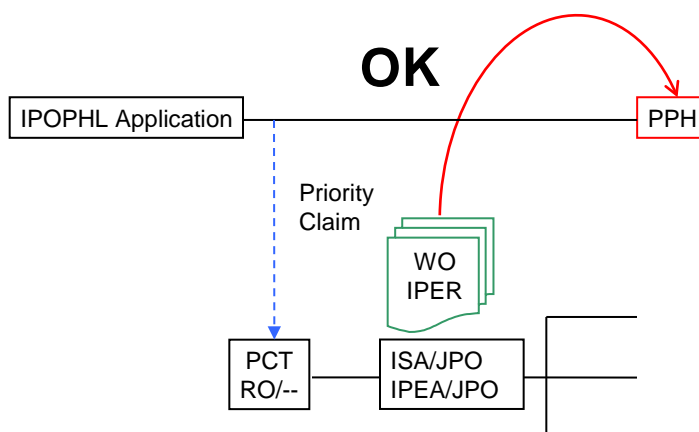 OK
IPOPHL Application
PPH
Priority
Claim
WO
IPER
PCT
RO/--
ISA/JPO
IPEA/JPO